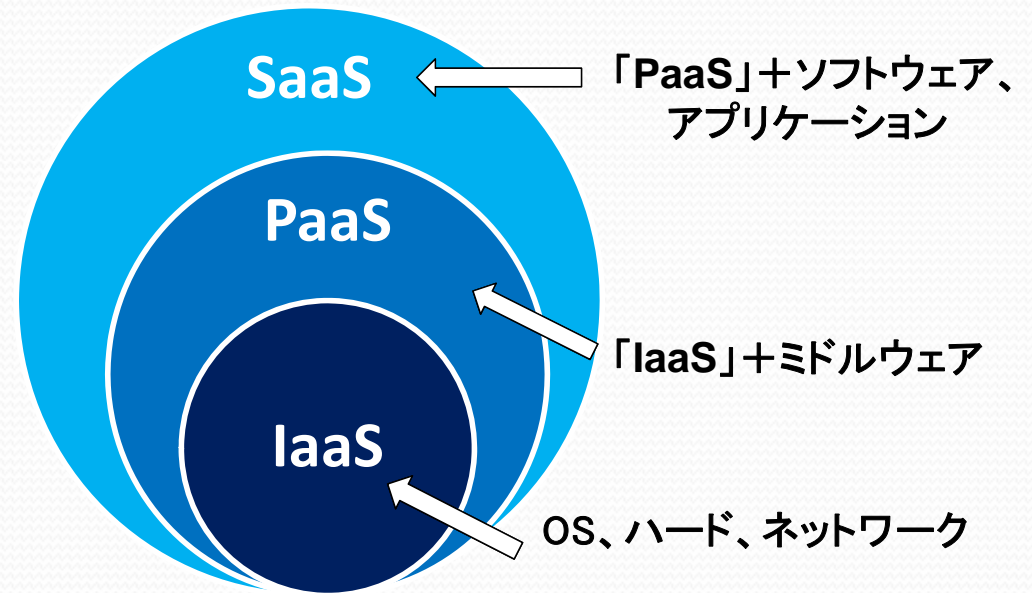 SaaS
「PaaS」＋ソフトウェア、
アプリケーション
PaaS
「IaaS」＋ミドルウェア
IaaS
OS、ハード、ネットワーク